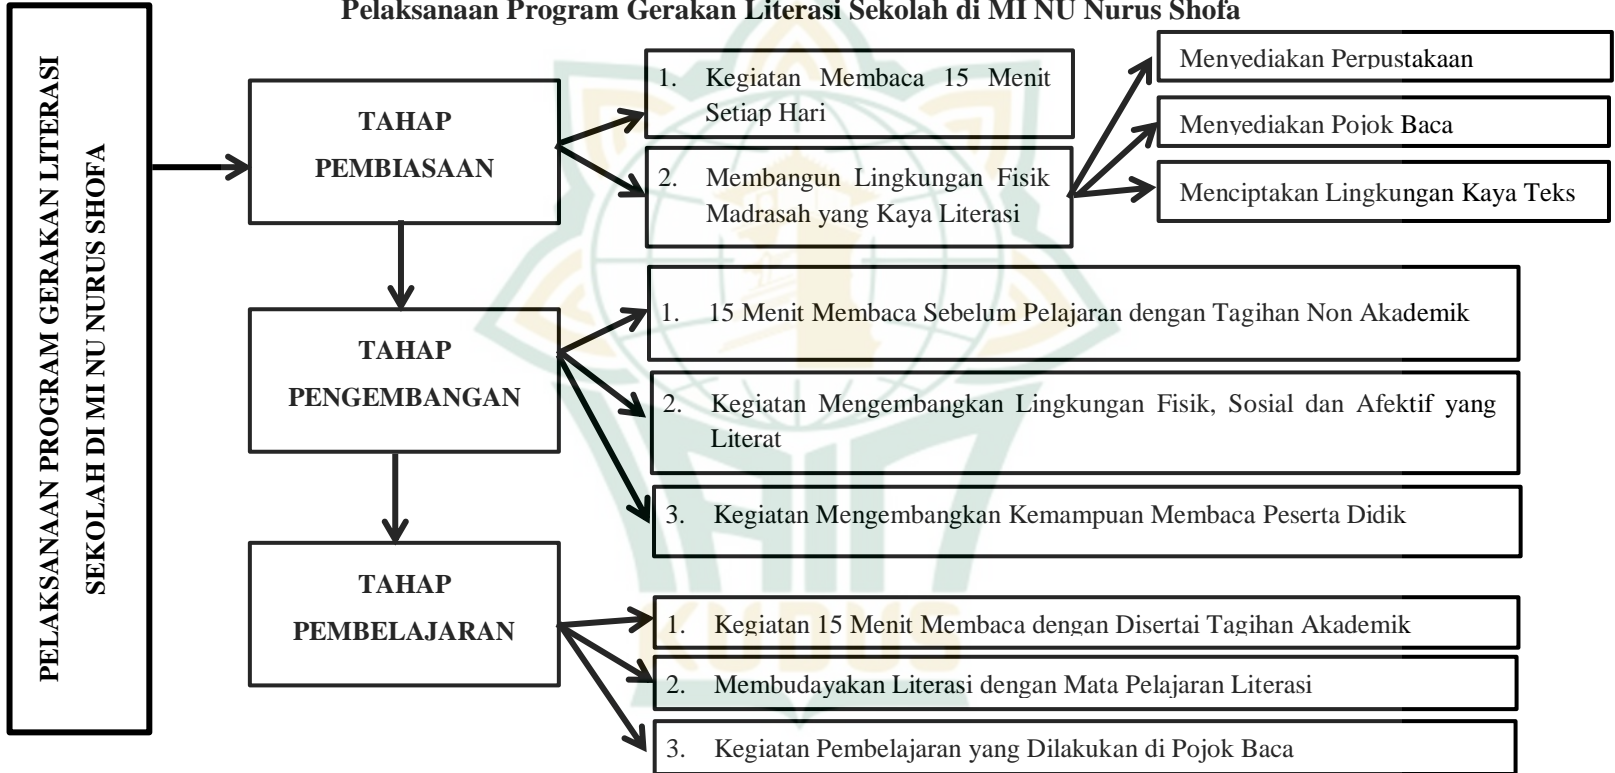 Pelaksanaan Program Gerakan Literasi Sekolah di MI NU Nurus Shofa
PELAKSANAAN PROGRAM GERAKAN LITERASI
SEKOLAH DI MI NU NURUS SHOFA
TAHAP
PEMBIASAAN
1. Kegiatan Membaca 15 Menit
Setiap Hari
2. Membangun Lingkungan Fisik
Madrasah yang Kaya Literasi
Menyediakan Perpustakaan
Menyediakan Pojok Baca
Menciptakan Lingkungan Kaya Teks
TAHAP
PENGEMBANGAN
1. 15 Menit Membaca Sebelum Pelajaran dengan Tagihan Non Akademik
2. Kegiatan Mengembangkan Lingkungan Fisik, Sosial dan Afektif yang
Literat
3. Kegiatan Mengembangkan Kemampuan Membaca Peserta Didik
TAHAP
PEMBELAJARAN
1. Kegiatan 15 Menit Membaca dengan Disertai Tagihan Akademik
2. Membudayakan Literasi dengan Mata Pelajaran Literasi
3. Kegiatan Pembelajaran yang Dilakukan di Pojok Baca
KUDUS